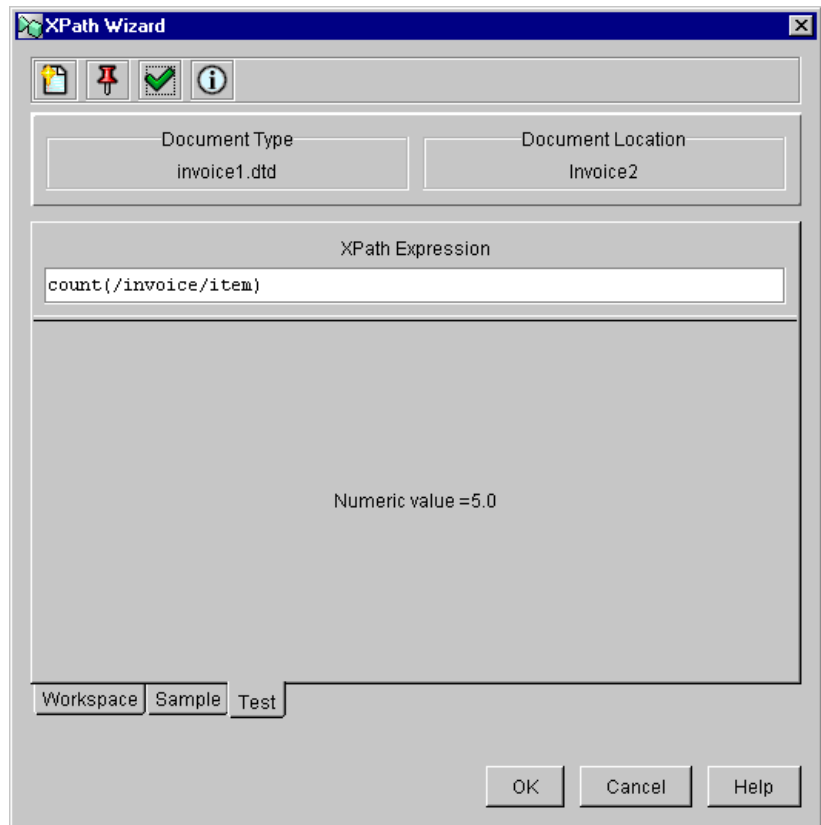 XPath Wizard
Document Type Document Location
invoice1.dtd Invoice2
XPath Expression
count(/invoice/item)
Numeric value =5.0
Workspace Sample Test
OK Cancel Help